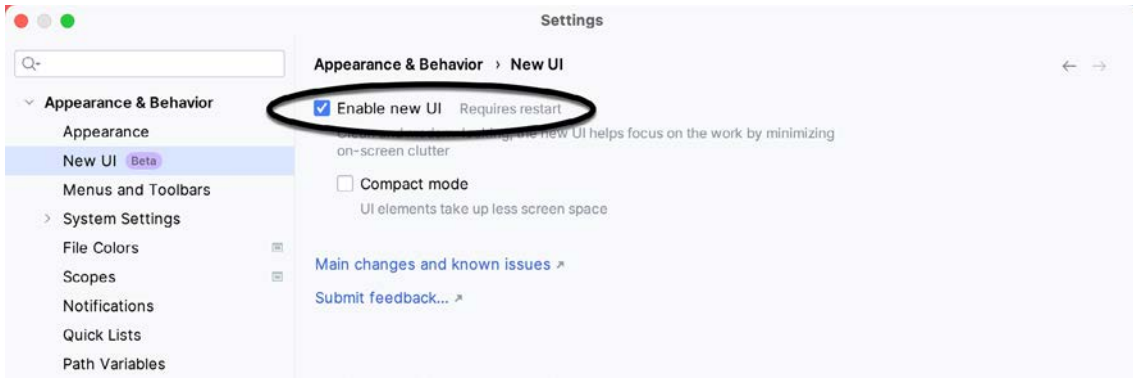 Settings
Appearance & Behavior › New UI
Appearance & Behavior
Appearance
New UI Beta
Menus and Toolbars
System Settings
File Colors
Scopes
Notifications
Quick Lists
Path Variables
Enable new UI Requires restart
the new UI helps focus on the work by minimizing
on-screen clutter
Compact mode
UI elements take up less screen space
Main changes and known issues ↗
Submit feedback... ↗